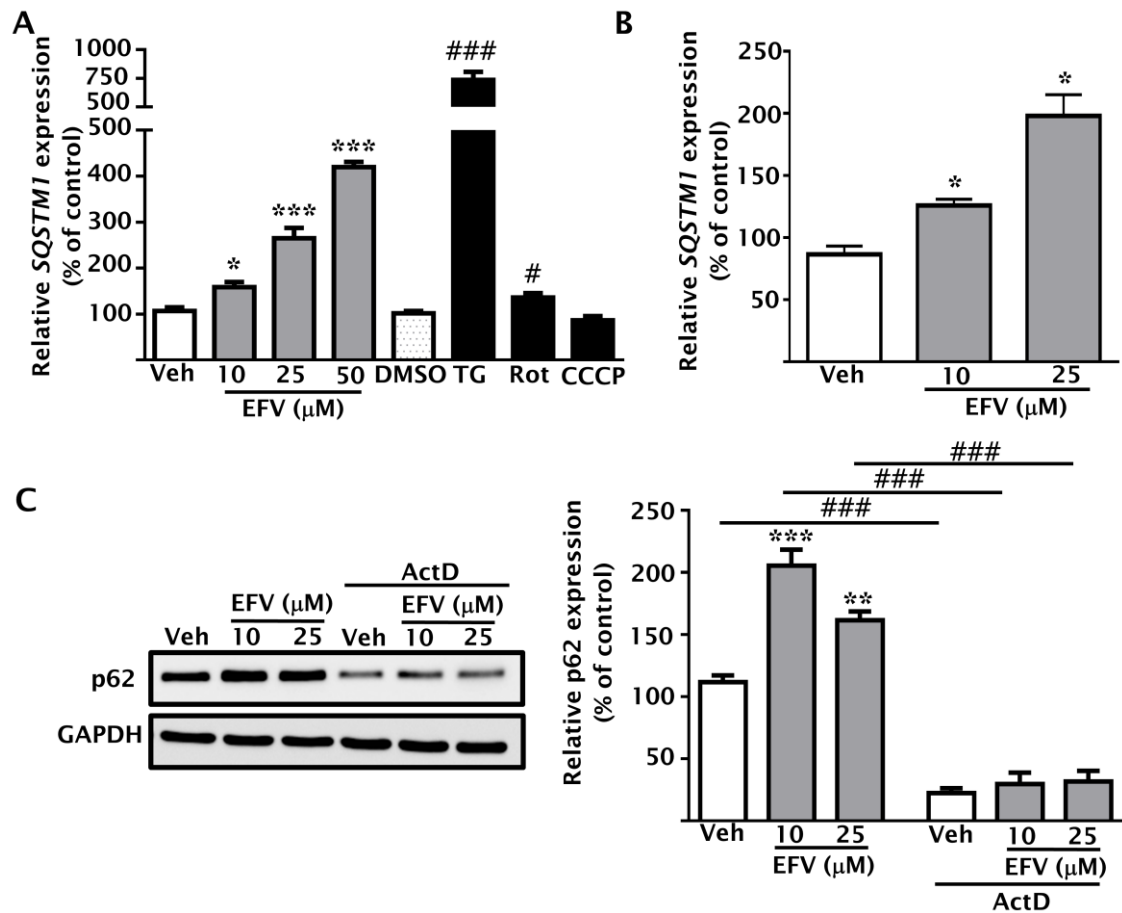 A
Relative SQSTM1 expression
(% of control)
1000
750
500
500
400
300
200
100
*
***
***
###
#
Veh 10 25 50 DMSO TG Rot CCCP
EFV (μM)
B
Relative SQSTM1 expression
(% of control)
200
150
100
50
*
*
Veh 10 25
EFV (μM)
C
ActD
EFV (μM) EFV (μM)
Veh 10 25 Veh 10 25
p62
GAPDH
###
###
###
Relative p62 expression
(% of control)
250
200
150
100
50
***
**
Veh 10 25 Veh 10 25
EFV (μM) EFV (μM)
ActD